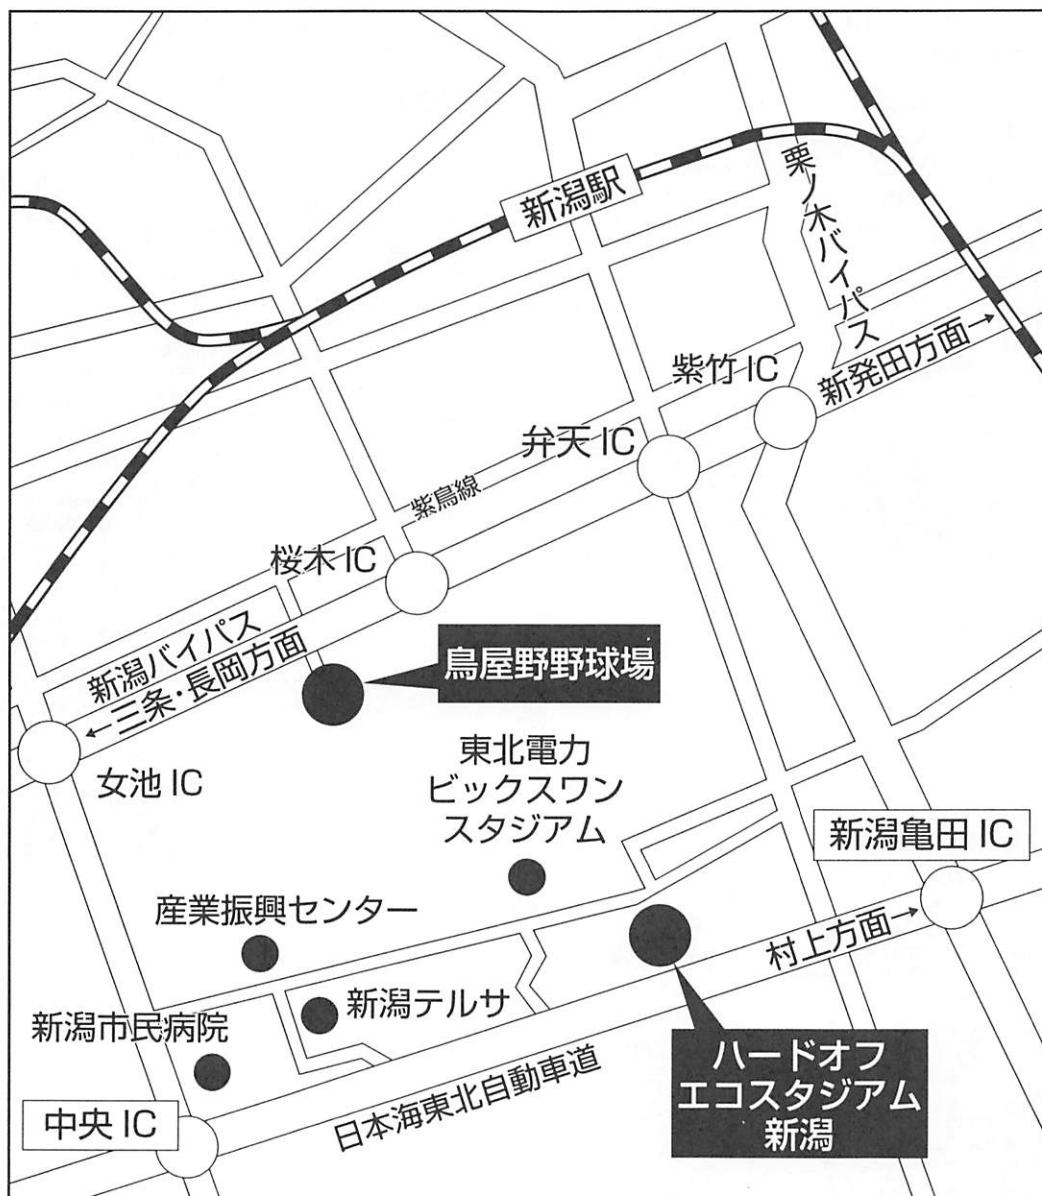 新潟駅
栗ノ木バイパス
紫竹IC
新発田方面→
弁天IC
紫鳥線
桜木IC
新潟バイパス
←三条・長岡方面
鳥屋野野球場
女池IC
東北電力
ビックスワン
スタジアム
新潟亀田IC
産業振興センター
村上方面→
新潟テルサ
新潟市民病院
ハードオフ
エコスタジアム
新潟
日本海東北自動車道
中央IC